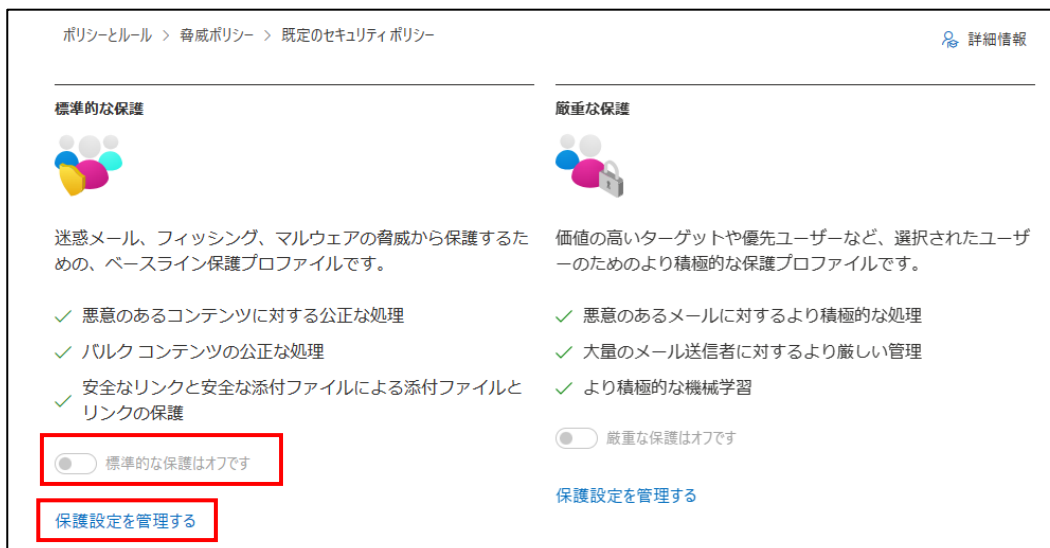 ポリシーとルール > 脅威ポリシー > 既定のセキュリティ ポリシー
詳細情報
標準的な保護
迷惑メール、フィッシング、マルウェアの脅威から保護するた
めの、ベースライン保護プロファイルです。
悪意のあるコンテンツに対する公正な処理
バルク コンテンツの公正な処理
安全なリンクと安全な添付ファイルによる添付ファイルと
リンクの保護
標準的な保護はオフです
保護設定を管理する
厳重な保護
価値の高いターゲットや優先ユーザーなど、選択されたユーザ
ーのためのより積極的な保護プロファイルです。
悪意のあるメールに対するより積極的な処理
大量のメール送信者に対するより厳しい管理
より積極的な機械学習
厳重な保護はオフです
保護設定を管理する